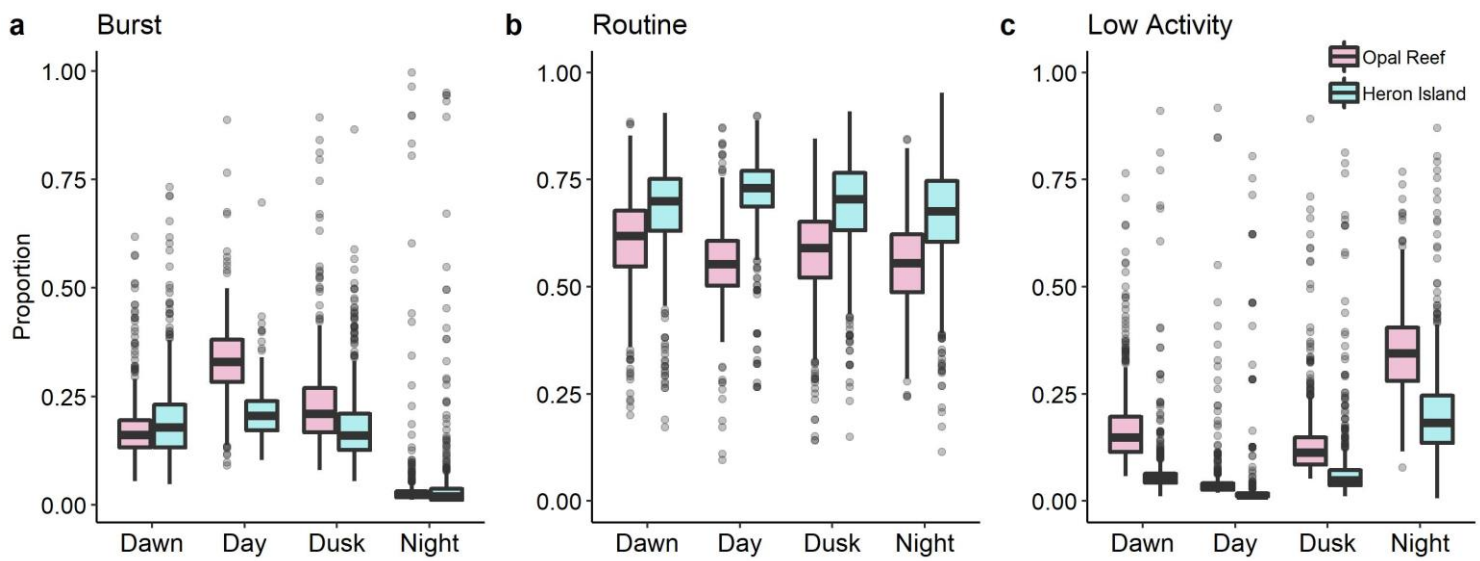 a Burst
Proportion
1.00
0.75
0.50
0.25
0.00
Dawn Day Dusk Night
b Routine
1.00
0.75
0.50
0.25
0.00
Dawn Day Dusk Night
c Low Activity
Opal Reef
Heron Island
1.00
0.75
0.50
0.25
0.00
Dawn Day Dusk Night